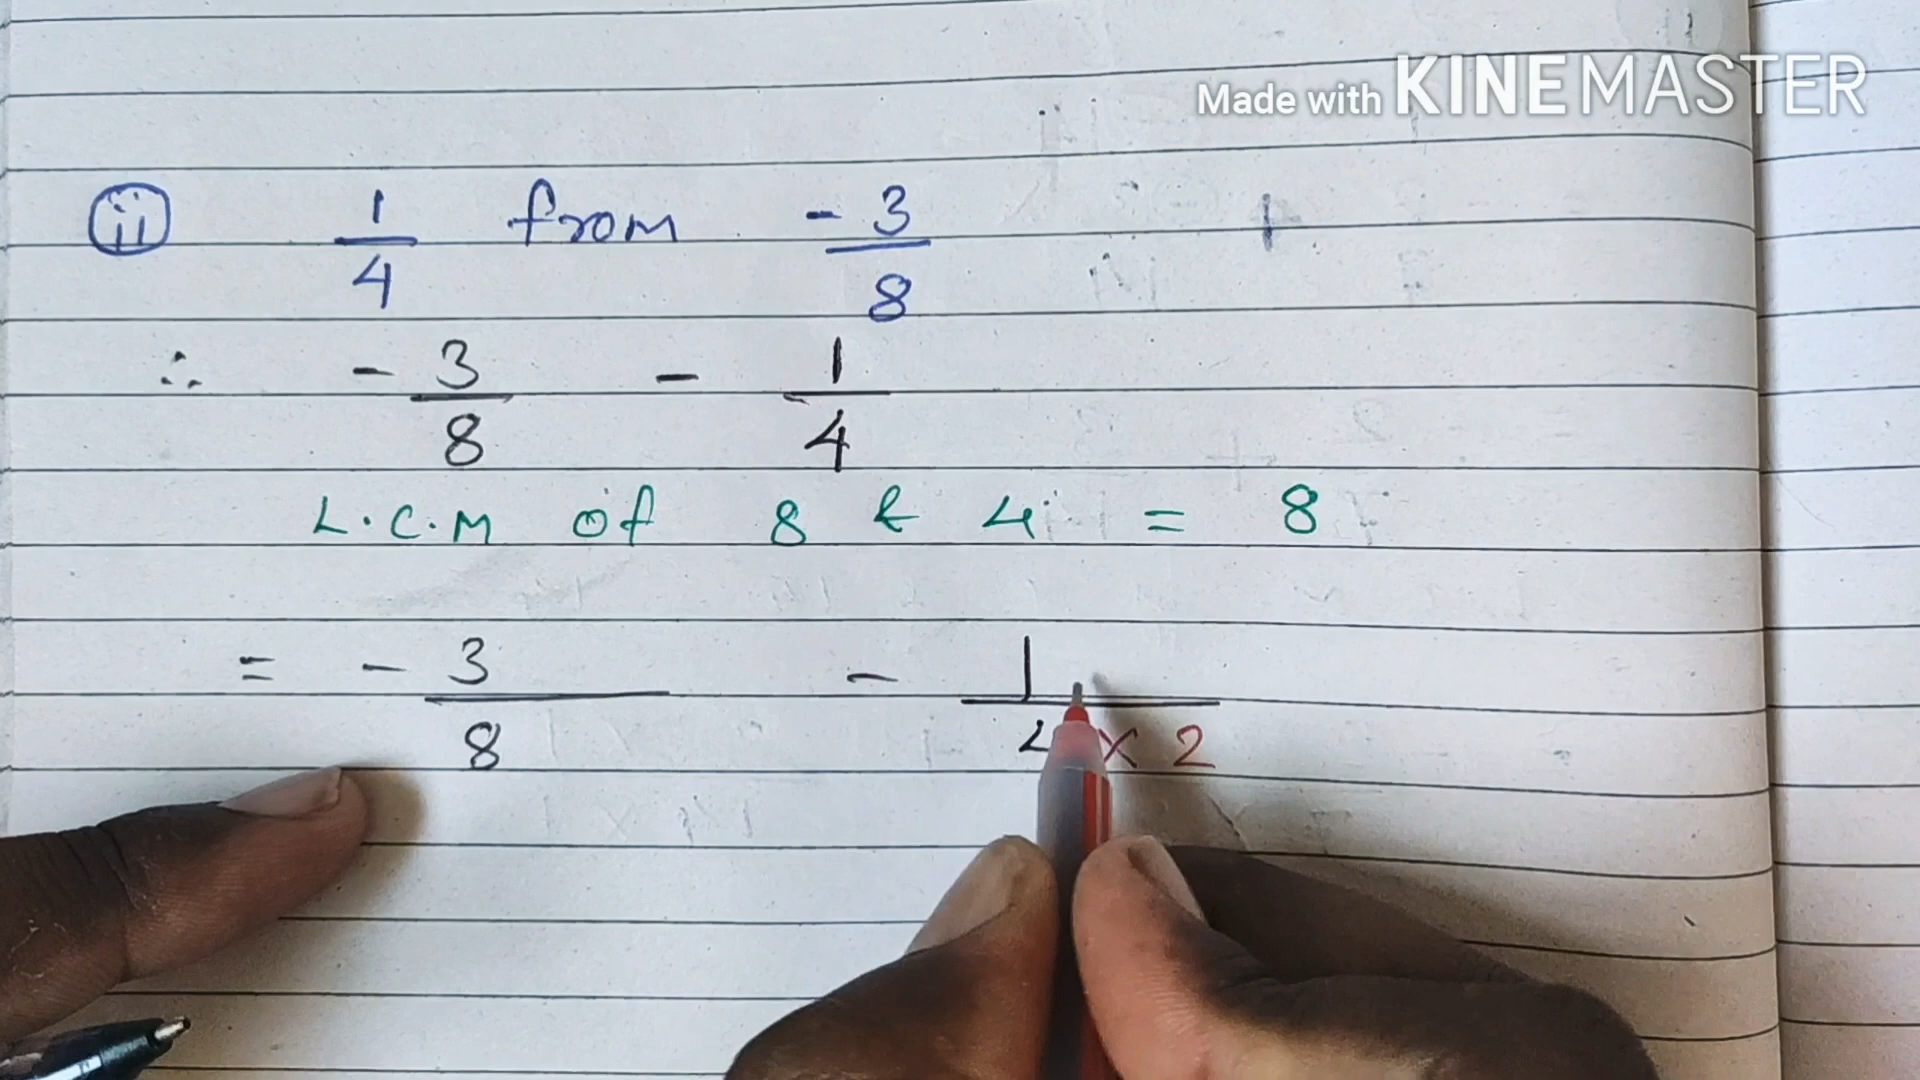 Made with KINEMASTER
ii 1/4 from -3/8
∴ -3/8 - 1/4
L.C.M of 8 & 4 = 8
= -3/8 - 1/4 × 2